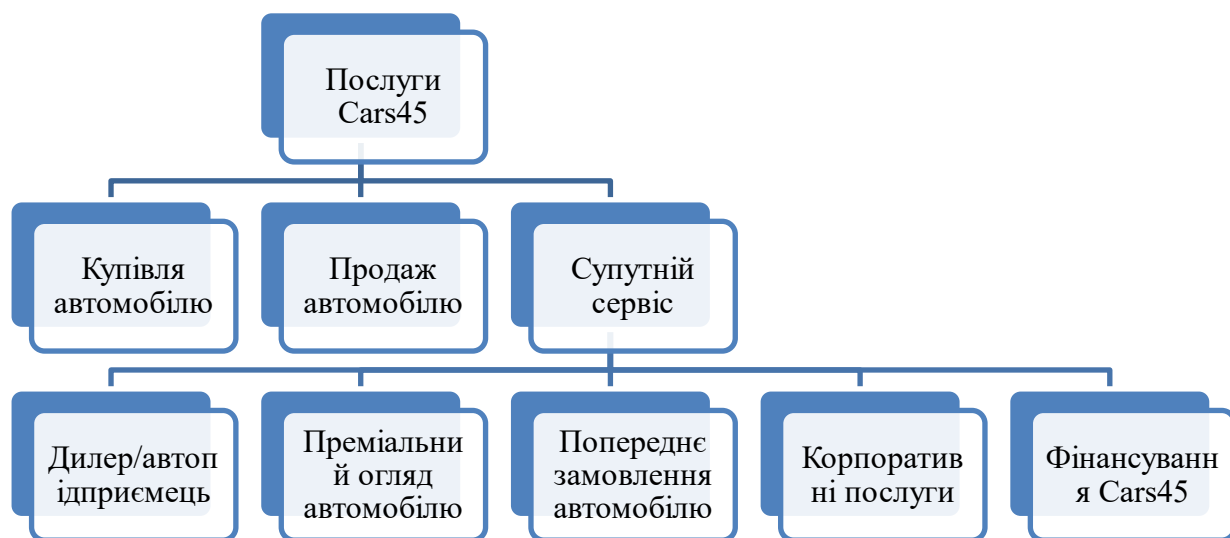 Послуги
Cars45
Купівля
автомобілю
Продаж
автомобілю
Супутній
сервіс
Дилер/автоп
ідприємець
Преміальни
й огляд
автомобілю
Попереднє
замовлення
автомобілю
Корпоратив
ні послуги
Фінансуванн
я Cars45